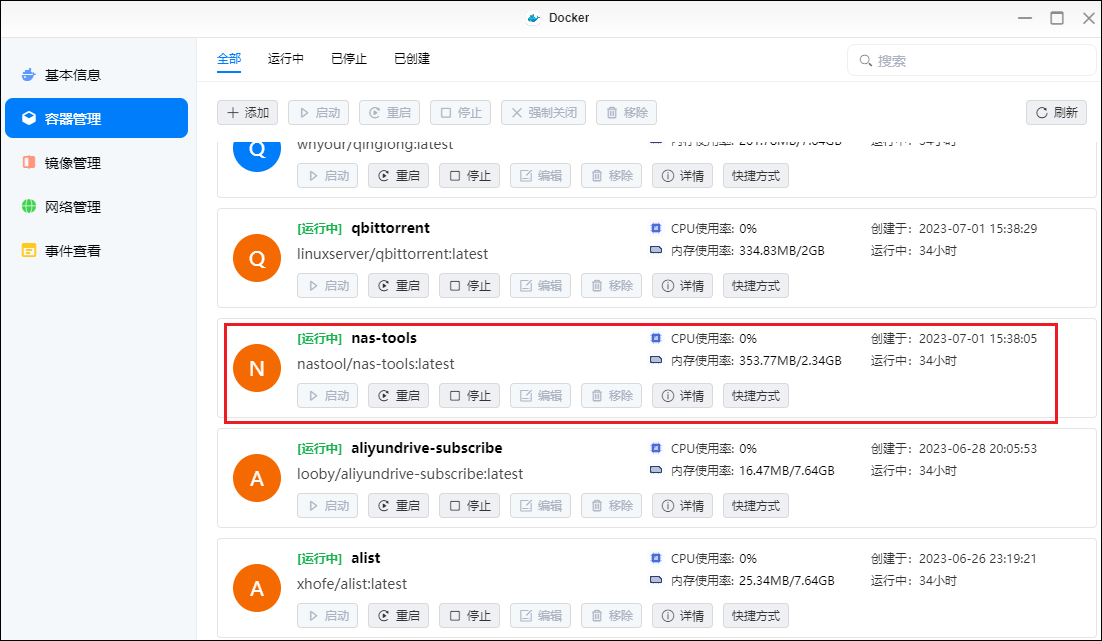 Docker
基本信息
容器管理
镜像管理
网络管理
事件查看
全部 运行中 已停止 已创建
搜索
添加 启动 重启 停止 强制关闭 移除 刷新
Q whyour/qinglong:latest 内存使用率: /7.64GB 运行中: 34小时
启动 重启 停止 编辑 移除 详情 快捷方式
[运行中] qbittorrent CPU使用率: 0% 创建于: 2023-07-01 15:38:29
Q linuxserver/qbittorrent:latest 内存使用率: 334.83MB/2GB 运行中: 34小时
启动 重启 停止 编辑 移除 详情 快捷方式
[运行中] nas-tools CPU使用率: 0% 创建于: 2023-07-01 15:38:05
N nastool/nas-tools:latest 内存使用率: 353.77MB/2.34GB 运行中: 34小时
启动 重启 停止 编辑 移除 详情 快捷方式
[运行中] aliyundrive-subscribe CPU使用率: 0% 创建于: 2023-06-28 20:05:53
A looby/aliyundrive-subscribe:latest 内存使用率: 16.47MB/7.64GB 运行中: 34小时
启动 重启 停止 编辑 移除 详情 快捷方式
[运行中] alist CPU使用率: 0% 创建于: 2023-06-26 23:19:21
A xhofe/alist:latest 内存使用率: 25.34MB/7.64GB 运行中: 34小时
启动 重启 停止 编辑 移除 详情 快捷方式